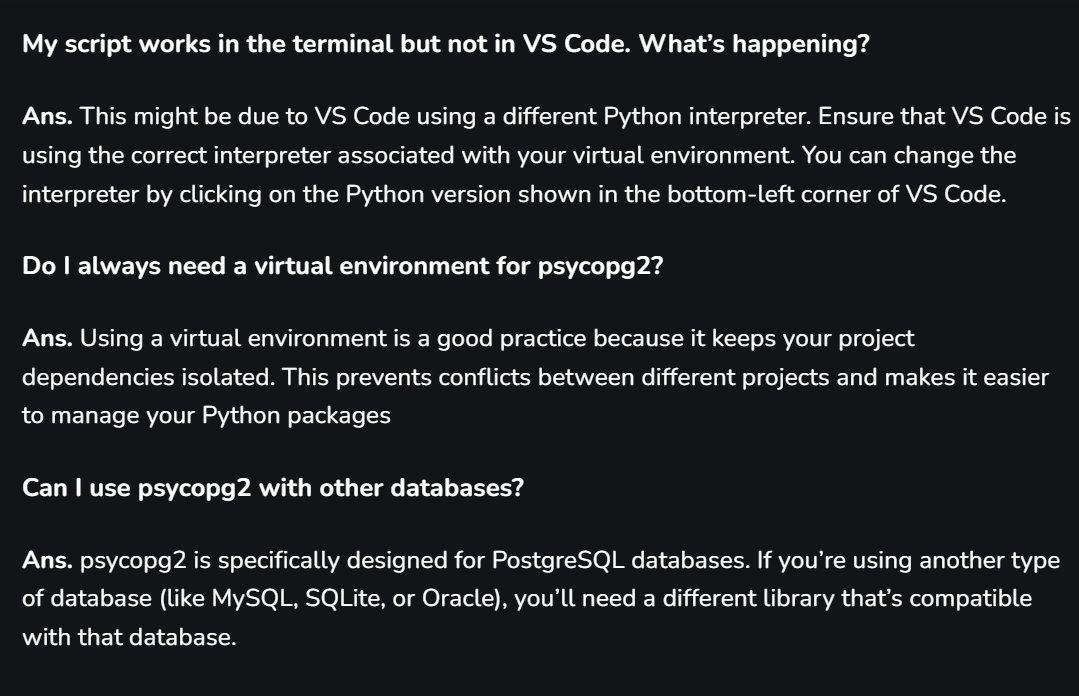 My script works in the terminal but not in VS Code. What’s happening?
Ans. This might be due to VS Code using a different Python interpreter. Ensure that VS Code is
using the correct interpreter associated with your virtual environment. You can change the
interpreter by clicking on the Python version shown in the bottom-left corner of VS Code.
Do I always need a virtual environment for psycopg2?
Ans. Using a virtual environment is a good practice because it keeps your project
dependencies isolated. This prevents conflicts between different projects and makes it easier
to manage your Python packages
Can I use psycopg2 with other databases?
Ans. psycopg2 is specifically designed for PostgreSQL databases. If you’re using another type
of database (like MySQL, SQLite, or Oracle), you’ll need a different library that’s compatible
with that database.